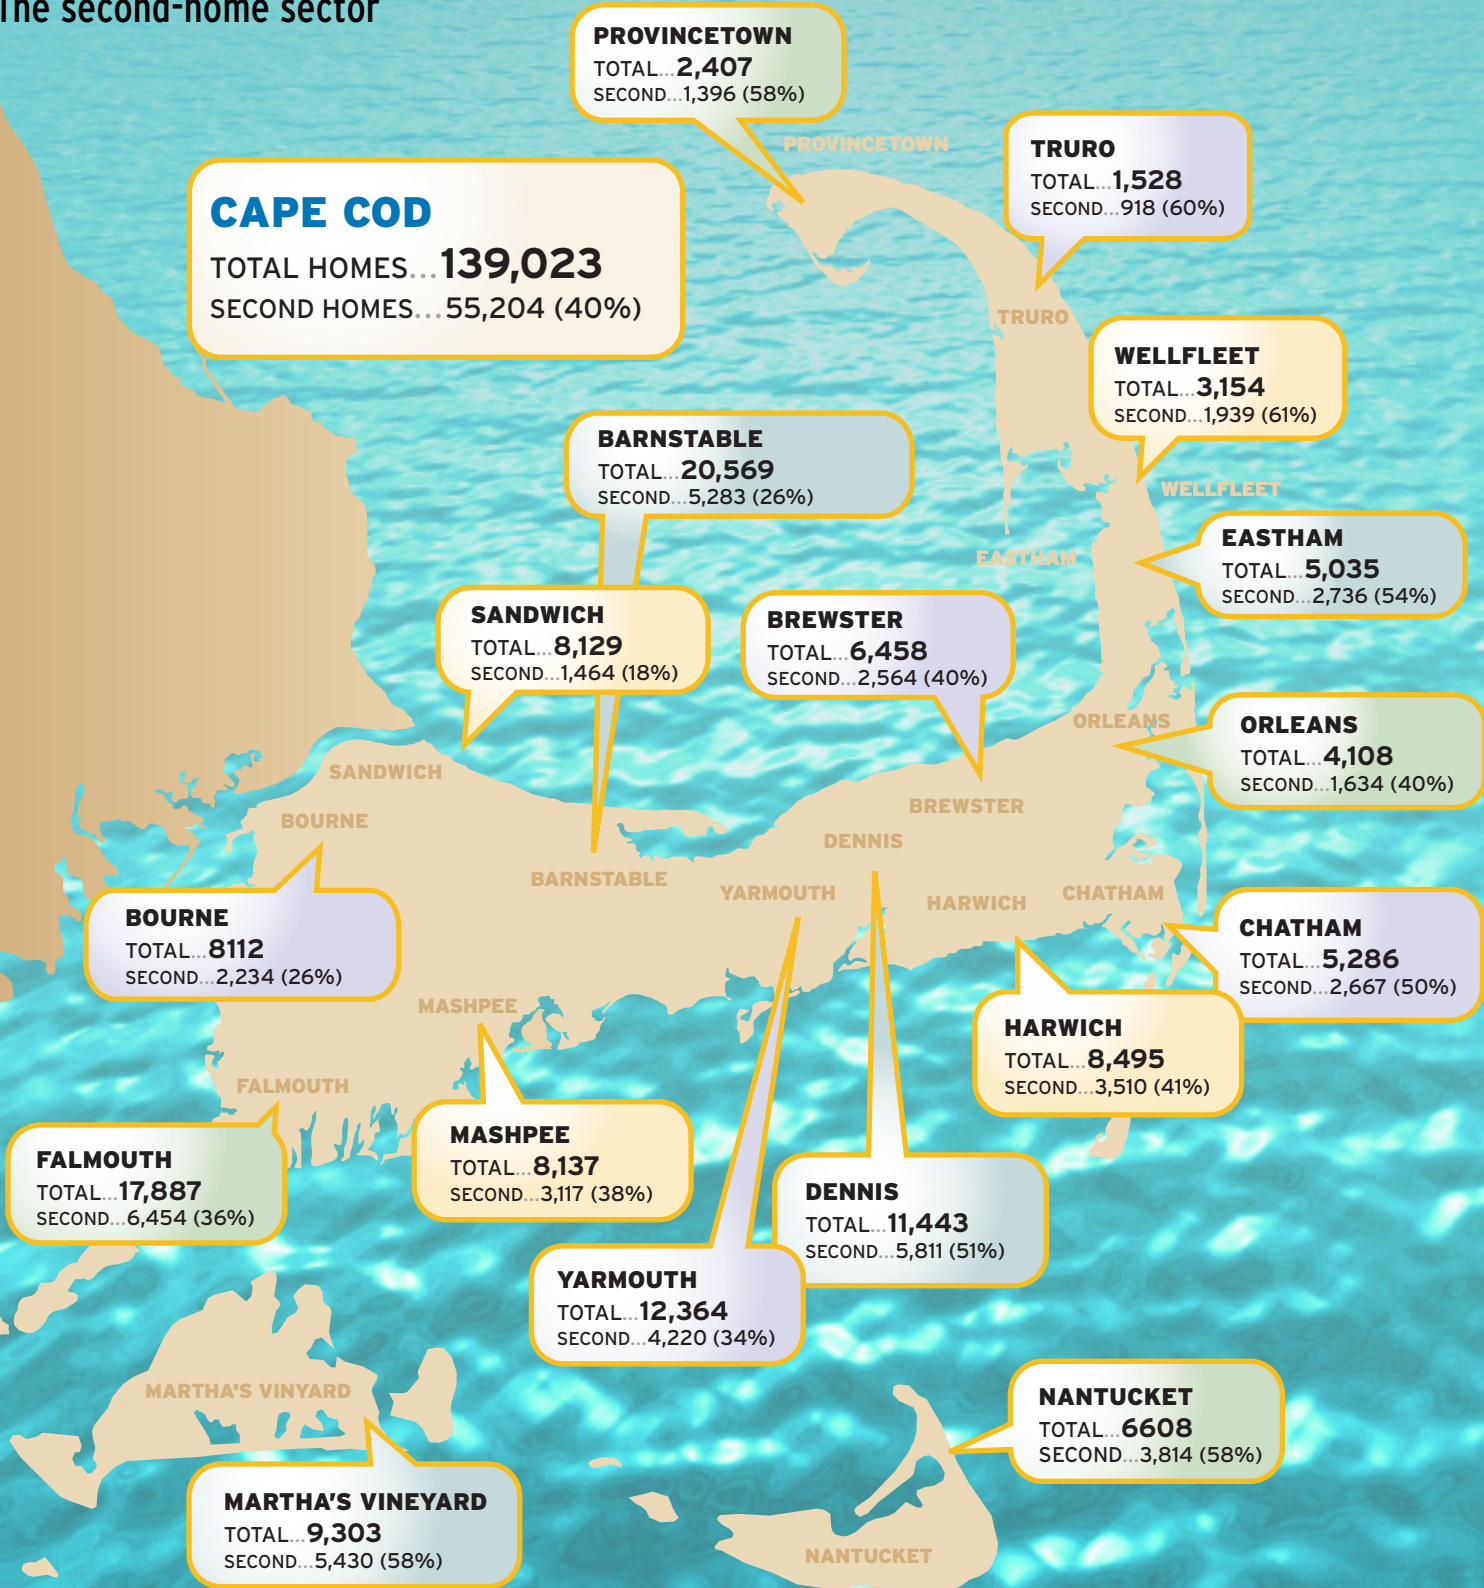 The second-home sector
PROVINCETOWN
TOTAL...2,407
SECOND...1,396 (58%)
PROVINCETOWN
TRURO
TOTAL...1,528
SECOND...918 (60%)
TRURO
CAPE COD
TOTAL HOMES...139,023
SECOND HOMES...55,204 (40%)
WELLFLEET
TOTAL...3,154
SECOND...1,939 (61%)
WELLFLEET
BARNSTABLE
TOTAL...20,569
SECOND...5,283 (26%)
EASTHAM
TOTAL...5,035
SECOND...2,736 (54%)
EASTHAM
SANDWICH
TOTAL...8,129
SECOND...1,464 (18%)
BREWSTER
TOTAL...6,458
SECOND...2,564 (40%)
ORLEANS
ORLEANS
TOTAL...4,108
SECOND...1,634 (40%)
SANDWICH
BOURNE
BREWSTER
DENNIS
BARNSTABLE
YARMOUTH
HARWICH
CHATHAM
BOURNE
TOTAL...8112
SECOND...2,234 (26%)
CHATHAM
TOTAL...5,286
SECOND...2,667 (50%)
MASHPEE
HARWICH
TOTAL...8,495
SECOND...3,510 (41%)
FALMOUTH
MASHPEE
TOTAL...8,137
SECOND...3,117 (38%)
FALMOUTH
TOTAL...17,887
SECOND...6,454 (36%)
DENNIS
TOTAL...11,443
SECOND...5,811 (51%)
YARMOUTH
TOTAL...12,364
SECOND...4,220 (34%)
MARTHA'S VINYARD
NANTUCKET
TOTAL...6608
SECOND...3,814 (58%)
MARTHA'S VINEYARD
TOTAL...9,303
SECOND...5,430 (58%)
NANTUCKET